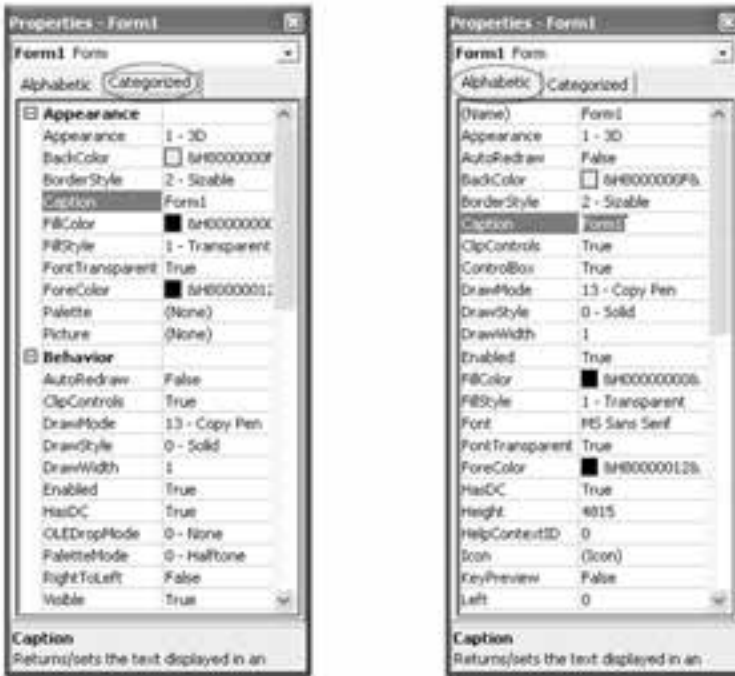 Properties - Form1
Form1 Form
Alphabetic Categorized
Appearance
Appearance 1 - 3D
BackColor &H8000000F
BorderStyle 2 - Sizable
Caption Form1
FillColor &H0000000
FillStyle 1 - Transparent
FontTransparent True
ForeColor &H80000012
Palette (None)
Picture (None)
Behavior
AutoRedraw False
ClipControls True
DrawMode 13 - Copy Pen
DrawStyle 0 - Solid
DrawWidth 1
Enabled True
HasDC True
OLEDropMode 0 - None
PaletteMode 0 - Halftone
RightToLeft False
Visible True
Caption
Returns/sets the text displayed in an
Properties - Form1
Form1 Form
Alphabetic Categorized
(Name) Form1
Appearance 1 - 3D
AutoRedraw False
BackColor &H8000000F&
BorderStyle 2 - Sizable
Caption Form1
ClipControls True
ControlBox True
DrawMode 13 - Copy Pen
DrawStyle 0 - Solid
DrawWidth 1
Enabled True
FillColor &H00000000&
FillStyle 1 - Transparent
Font MS Sans Serif
FontTransparent True
ForeColor &H80000012&
HasDC True
Height 4815
HelpContextID 0
Icon (Icon)
KeyPreview False
Left 0
Caption
Returns/sets the text displayed in an